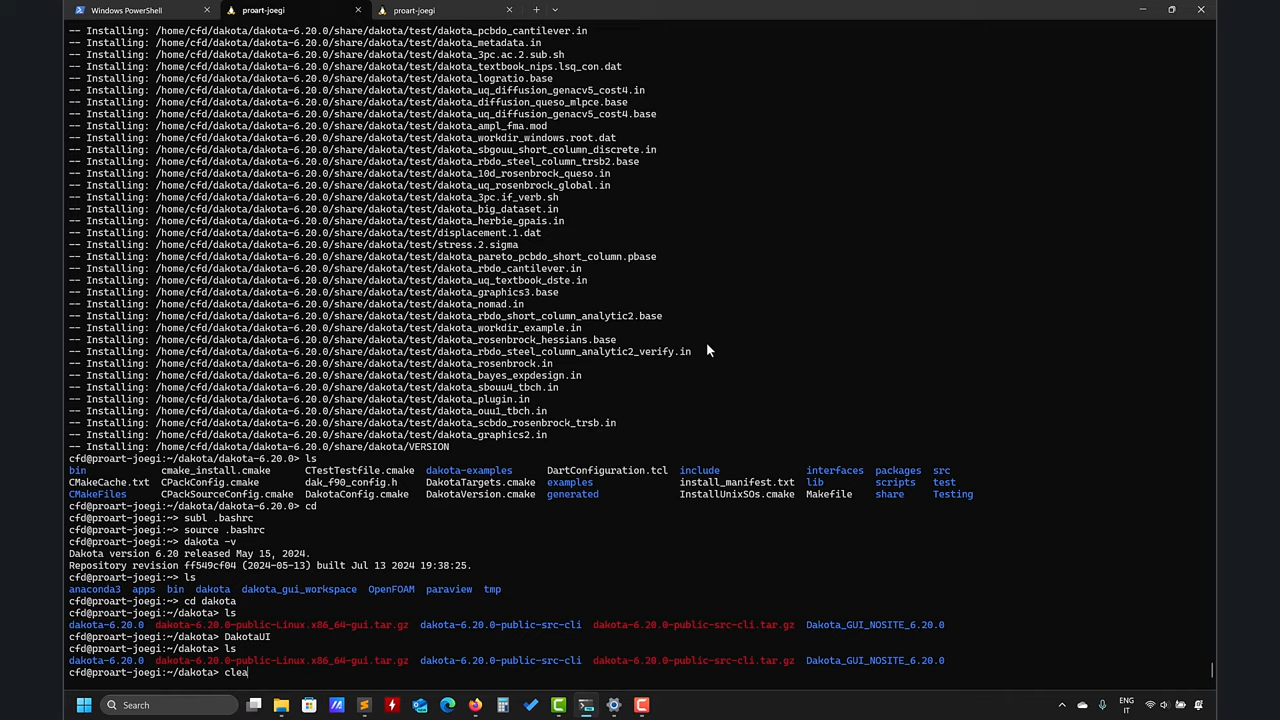 Windows PowerShell
proart-joegi
proart-joegi
-- Installing: /home/cfd/dakota/dakota-6.20.0/share/dakota/test/dakota_pcbdo_cantilever.in
-- Installing: /home/cfd/dakota/dakota-6.20.0/share/dakota/test/dakota_metadata.in
-- Installing: /home/cfd/dakota/dakota-6.20.0/share/dakota/test/dakota_3pc.ac.2.sub.sh
-- Installing: /home/cfd/dakota/dakota-6.20.0/share/dakota/test/dakota_textbook_nips.lsq_con.dat
-- Installing: /home/cfd/dakota/dakota-6.20.0/share/dakota/test/dakota_logratio.base
-- Installing: /home/cfd/dakota/dakota-6.20.0/share/dakota/test/dakota_uq_diffusion_genacv5_cost4.in
-- Installing: /home/cfd/dakota/dakota-6.20.0/share/dakota/test/dakota_diffusion_queso_mlpce.base
-- Installing: /home/cfd/dakota/dakota-6.20.0/share/dakota/test/dakota_uq_diffusion_genacv5_cost4.base
-- Installing: /home/cfd/dakota/dakota-6.20.0/share/dakota/test/dakota_ampl_fma.mod
-- Installing: /home/cfd/dakota/dakota-6.20.0/share/dakota/test/dakota_workdir_windows.root.dat
-- Installing: /home/cfd/dakota/dakota-6.20.0/share/dakota/test/dakota_sbgouu_short_column_discrete.in
-- Installing: /home/cfd/dakota/dakota-6.20.0/share/dakota/test/dakota_rbdo_steel_column_trsb2.base
-- Installing: /home/cfd/dakota/dakota-6.20.0/share/dakota/test/dakota_10d_rosenbrock_queso.in
-- Installing: /home/cfd/dakota/dakota-6.20.0/share/dakota/test/dakota_uq_rosenbrock_global.in
-- Installing: /home/cfd/dakota/dakota-6.20.0/share/dakota/test/dakota_3pc.if_verb.sh
-- Installing: /home/cfd/dakota/dakota-6.20.0/share/dakota/test/dakota_big_dataset.in
-- Installing: /home/cfd/dakota/dakota-6.20.0/share/dakota/test/dakota_herbie_gpais.in
-- Installing: /home/cfd/dakota/dakota-6.20.0/share/dakota/test/displacement.1.dat
-- Installing: /home/cfd/dakota/dakota-6.20.0/share/dakota/test/stress.2.sigma
-- Installing: /home/cfd/dakota/dakota-6.20.0/share/dakota/test/dakota_pareto_pcbdo_short_column.pbase
-- Installing: /home/cfd/dakota/dakota-6.20.0/share/dakota/test/dakota_rbdo_cantilever.in
-- Installing: /home/cfd/dakota/dakota-6.20.0/share/dakota/test/dakota_uq_textbook_dste.in
-- Installing: /home/cfd/dakota/dakota-6.20.0/share/dakota/test/dakota_graphics3.base
-- Installing: /home/cfd/dakota/dakota-6.20.0/share/dakota/test/dakota_nomad.in
-- Installing: /home/cfd/dakota/dakota-6.20.0/share/dakota/test/dakota_rbdo_short_column_analytic2.base
-- Installing: /home/cfd/dakota/dakota-6.20.0/share/dakota/test/dakota_workdir_example.in
-- Installing: /home/cfd/dakota/dakota-6.20.0/share/dakota/test/dakota_rosenbrock_hessians.base
-- Installing: /home/cfd/dakota/dakota-6.20.0/share/dakota/test/dakota_rbdo_steel_column_analytic2_verify.in
-- Installing: /home/cfd/dakota/dakota-6.20.0/share/dakota/test/dakota_rosenbrock.in
-- Installing: /home/cfd/dakota/dakota-6.20.0/share/dakota/test/dakota_bayes_expdesign.in
-- Installing: /home/cfd/dakota/dakota-6.20.0/share/dakota/test/dakota_sbouu4_tbch.in
-- Installing: /home/cfd/dakota/dakota-6.20.0/share/dakota/test/dakota_plugin.in
-- Installing: /home/cfd/dakota/dakota-6.20.0/share/dakota/test/dakota_ouu1_tbch.in
-- Installing: /home/cfd/dakota/dakota-6.20.0/share/dakota/test/dakota_scbdo_rosenbrock_trsb.in
-- Installing: /home/cfd/dakota/dakota-6.20.0/share/dakota/test/dakota_graphics2.in
-- Installing: /home/cfd/dakota/dakota-6.20.0/share/dakota/VERSION
cfd@proart-joegi:~/dakota/dakota-6.20.0> ls
bin cmake_install.cmake CTestTestfile.cmake dakota-examples DartConfiguration.tcl include interfaces packages src
CMakeCache.txt CPackConfig.cmake dak_f90_config.h DakotaTargets.cmake examples install_manifest.txt lib scripts test
CMakeFiles CPackSourceConfig.cmake DakotaConfig.cmake DakotaVersion.cmake generated InstallUnixSOs.cmake Makefile share Testing
cfd@proart-joegi:~/dakota/dakota-6.20.0> cd
cfd@proart-joegi:~> subl .bashrc
cfd@proart-joegi:~> source .bashrc
cfd@proart-joegi:~> dakota -v
Dakota version 6.20 released May 15, 2024.
Repository revision ff549cf04 (2024-05-13) built Jul 13 2024 19:38:25.
cfd@proart-joegi:~> ls
anaconda3 apps bin dakota dakota_gui_workspace OpenFOAM paraview tmp
cfd@proart-joegi:~> cd dakota
cfd@proart-joegi:~/dakota> ls
dakota-6.20.0 dakota-6.20.0-public-Linux.x86_64-gui.tar.gz dakota-6.20.0-public-src-cli dakota-6.20.0-public-src-cli.tar.gz Dakota_GUI_NOSITE_6.20.0
cfd@proart-joegi:~/dakota> DakotaUI
cfd@proart-joegi:~/dakota> ls
dakota-6.20.0 dakota-6.20.0-public-Linux.x86_64-gui.tar.gz dakota-6.20.0-public-src-cli dakota-6.20.0-public-src-cli.tar.gz Dakota_GUI_NOSITE_6.20.0
cfd@proart-joegi:~/dakota> clea
Search
ENG
IT